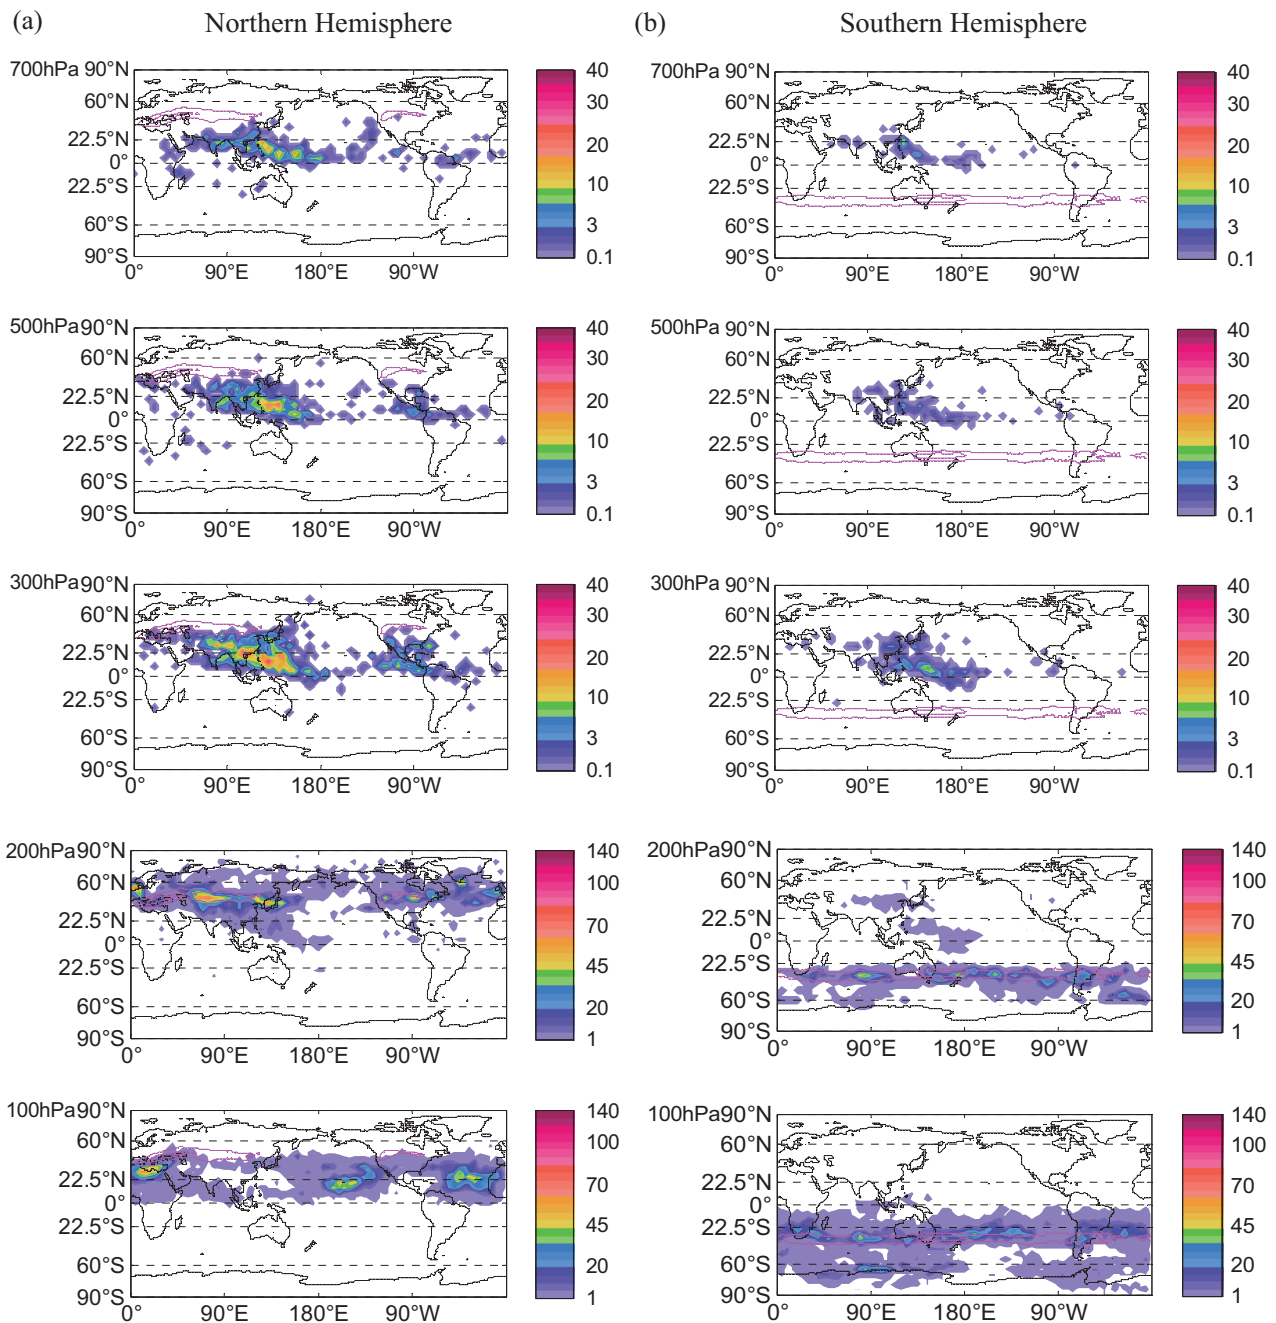 (a) Northern Hemisphere
(b) Southern Hemisphere
700hPa 90°N
60°N
22.5°N
0°
22.5°S
60°S
90°S
0° 90°E 180°E 90°W
40
30
20
10
3
0.1
700hPa 90°N
60°N
22.5°N
0°
22.5°S
60°S
90°S
0° 90°E 180°E 90°W
40
30
20
10
3
0.1
500hPa 90°N
60°N
22.5°N
0°
22.5°S
60°S
90°S
0° 90°E 180°E 90°W
40
30
20
10
3
0.1
500hPa 90°N
60°N
22.5°N
0°
22.5°S
60°S
90°S
0° 90°E 180°E 90°W
40
30
20
10
3
0.1
300hPa 90°N
60°N
22.5°N
0°
22.5°S
60°S
90°S
0° 90°E 180°E 90°W
40
30
20
10
3
0.1
300hPa 90°N
60°N
22.5°N
0°
22.5°S
60°S
90°S
0° 90°E 180°E 90°W
40
30
20
10
3
0.1
200hPa 90°N
60°N
22.5°N
0°
22.5°S
60°S
90°S
0° 90°E 180°E 90°W
140
100
70
45
20
1
200hPa 90°N
60°N
22.5°N
0°
22.5°S
60°S
90°S
0° 90°E 180°E 90°W
140
100
70
45
20
1
100hPa 90°N
60°N
22.5°N
0°
22.5°S
60°S
90°S
0° 90°E 180°E 90°W
140
100
70
45
20
1
100hPa 90°N
60°N
22.5°N
0°
22.5°S
60°S
90°S
0° 90°E 180°E 90°W
140
100
70
45
20
1